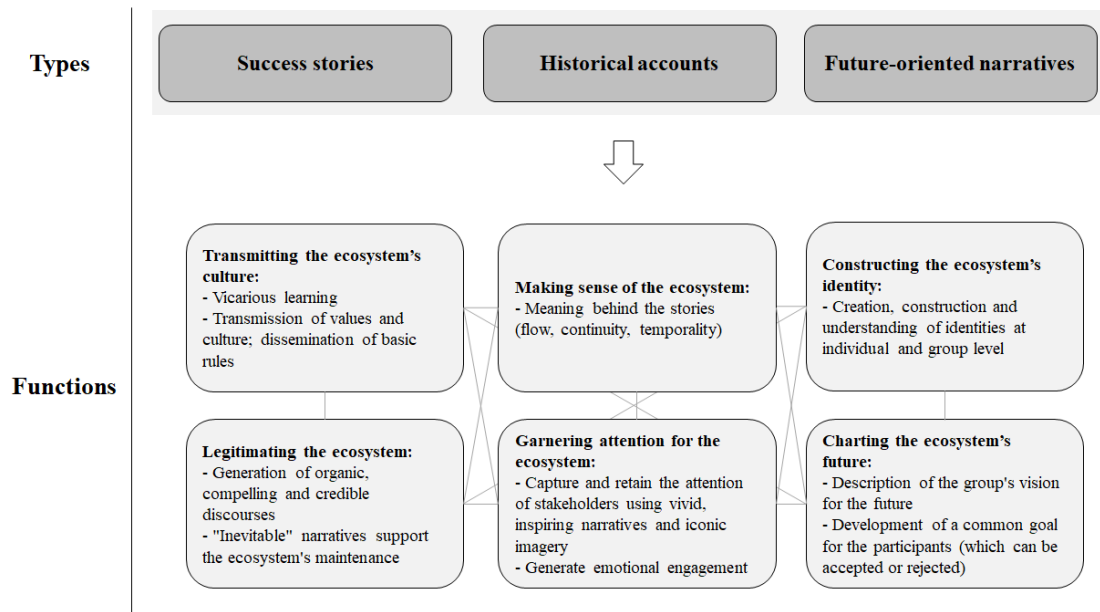 Types
Success stories
Historical accounts
Future-oriented narratives
Functions
Transmitting the ecosystem's
culture:
- Vicarious learning
- Transmission of values and
culture; dissemination of basic
rules
Making sense of the ecosystem:
- Meaning behind the stories
(flow, continuity, temporality)
Constructing the ecosystem's
identity:
- Creation, construction and
understanding of identities at
individual and group level
Legitimating the ecosystem:
- Generation of organic,
compelling and credible
discourses
- "Inevitable" narratives support
the ecosystem's maintenance
Garnering attention for the
ecosystem:
- Capture and retain the attention
of stakeholders using vivid,
inspiring narratives and iconic
imagery
- Generate emotional engagement
Charting the ecosystem's
future:
- Description of the group's vision
for the future
- Development of a common goal
for the participants (which can be
accepted or rejected)